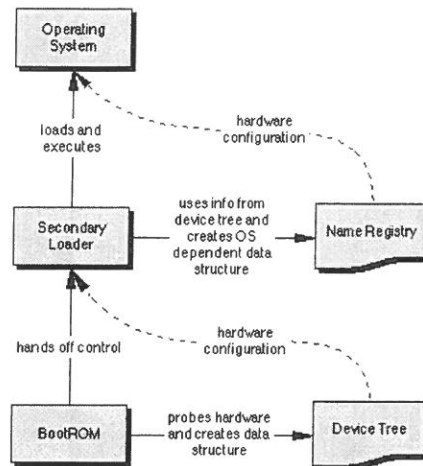 Operating
System
hardware
configuration
loads and
executes
uses info from
device tree and
creates OS
dependent data
structure
Secondary
Loader
Name Registry
hardware
configuration
hands off control
BootROM
probes hardware
and creates data
structure
Device Tree